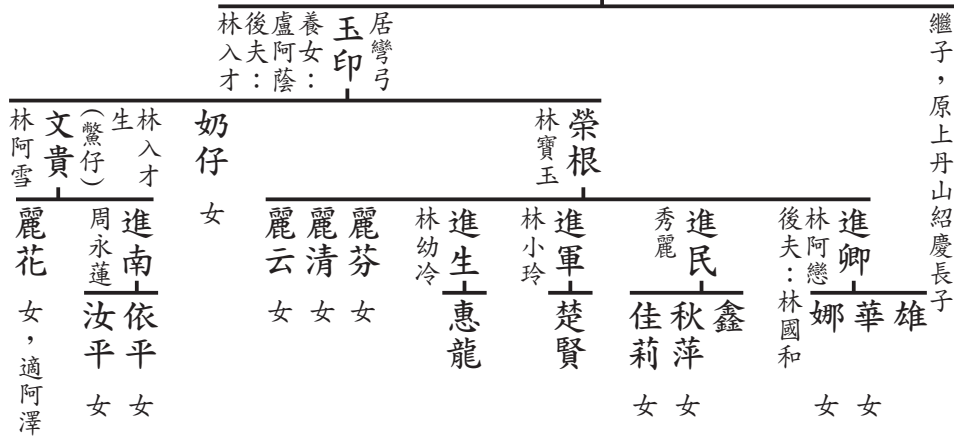 繼子，原上丹山紹慶長子
居彎弓
玉印
養女：
盧阿蔭
後夫：
林入才
榮根
林寶玉
奶仔 女
林入才
生
(鱉仔)
文貴
林阿雪
進卿
林阿戀
後夫：林國和
進民
秀麗
進軍
林小玲
進生
林幼冷
麗芬 女
麗清 女
麗云 女
進南
周永蓮
麗花 女，適阿澤
雄
華 女
娜 女
鑫
秋萍 女
佳莉 女
楚賢
惠龍
依平 女
汝平 女